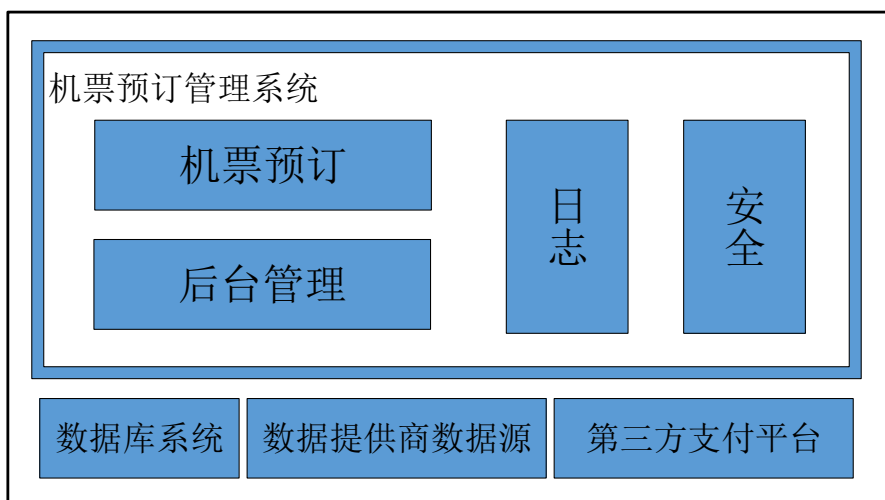 机票预订管理系统
机票预订
后台管理
日志
安全
数据库系统
数据提供商数据源
第三方支付平台